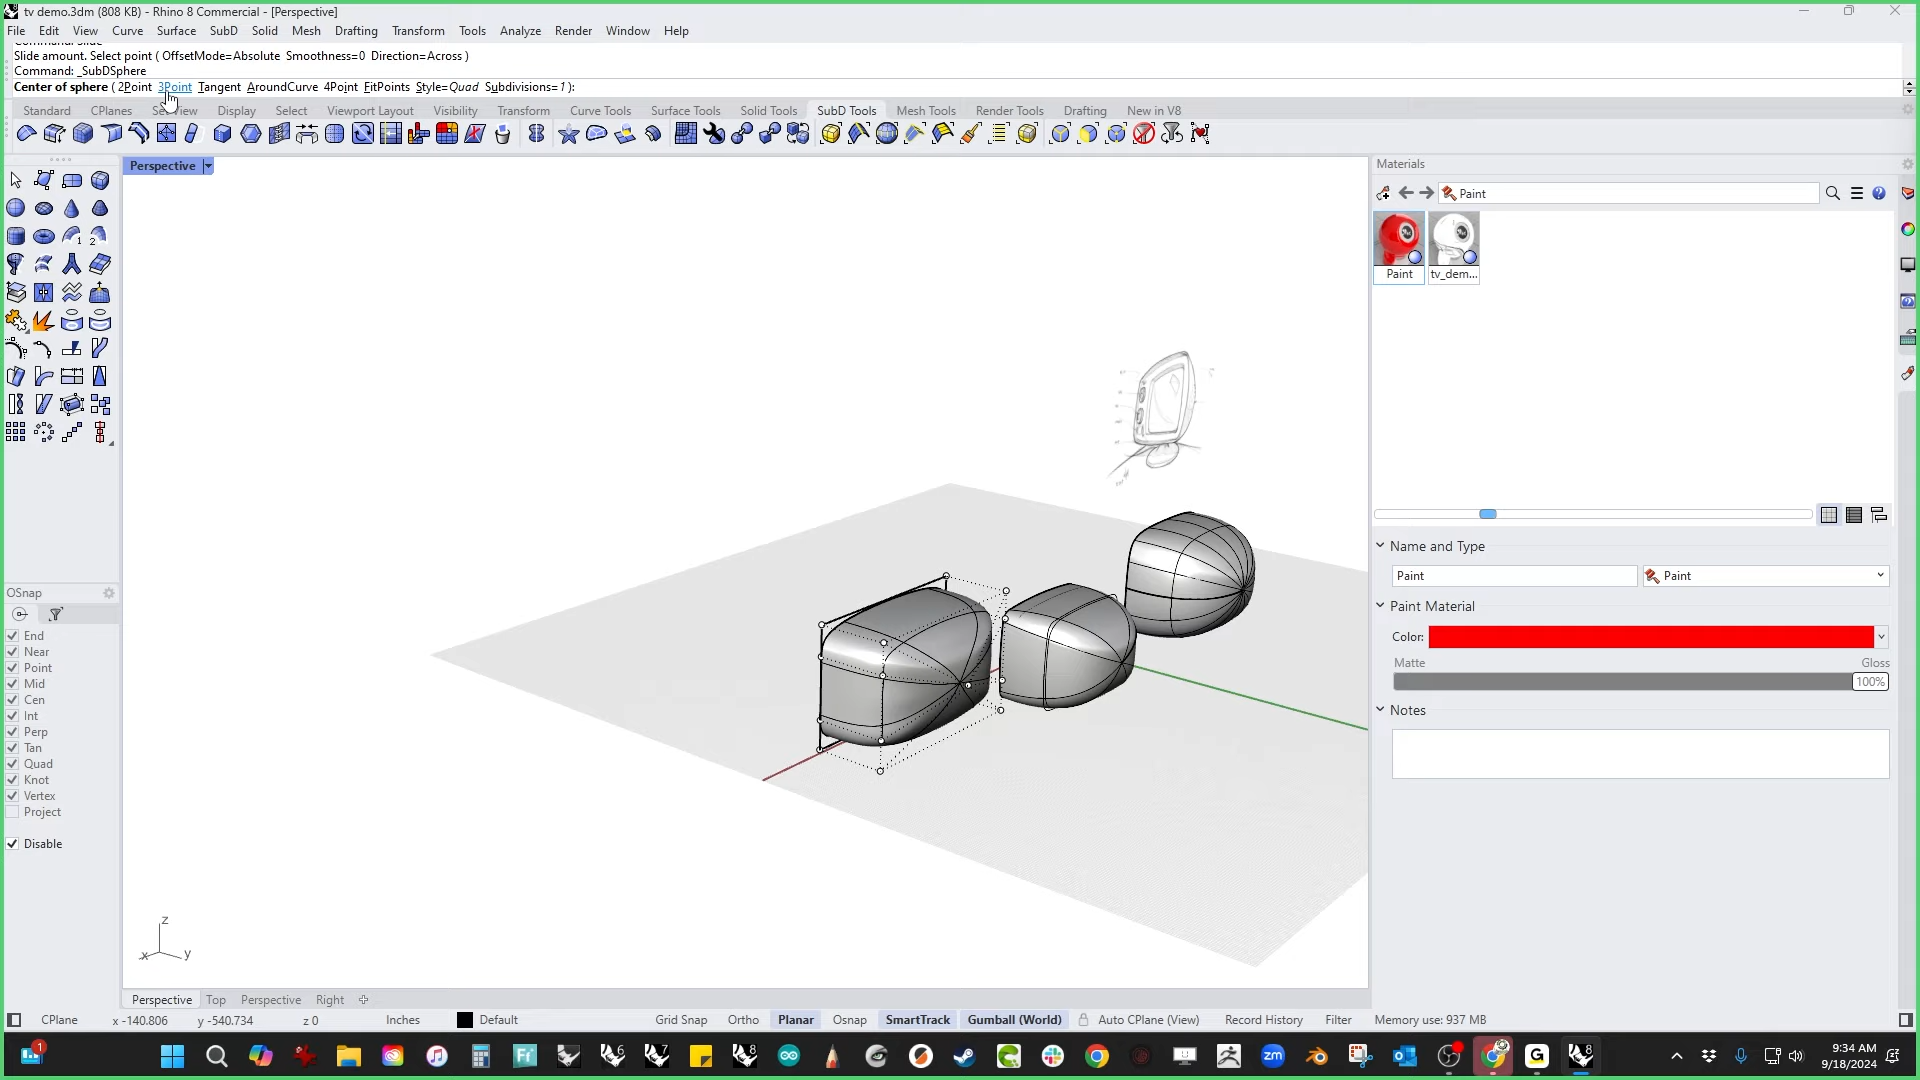 tv demo.3dm (808 KB) - Rhino 8 Commercial - [Perspective]
File Edit View Curve Surface SubD Solid Mesh Drafting Transform Tools Analyze Render Window Help
Slide amount. Select point ( OffsetMode=Absolute Smoothness=0 Direction=Across )
Command: _SubDSphere
Center of sphere ( 2Point 3Point Tangent AroundCurve 4Point FitPoints Style=Quad Subdivisions=1 ):
Standard CPlanes Set View Display Select Viewport Layout Visibility Transform Curve Tools Surface Tools Solid Tools SubD Tools Mesh Tools Render Tools Drafting New in V8
Perspective
Materials
Paint
Paint tv_dem...
OSnap
End
Near
Point
Mid
Cen
Int
Perp
Tan
Quad
Knot
Vertex
Project
Disable
Name and Type
Paint Paint
Paint Material
Color:
Matte Gloss
100%
Notes
z
x y
Perspective Top Perspective Right
CPlane x -140.806 y -540.734 z 0 Inches Default Grid Snap Ortho Planar Osnap SmartTrack Gumball (World) Auto CPlane (View) Record History Filter Memory use: 937 MB
9:34 AM
9/18/2024